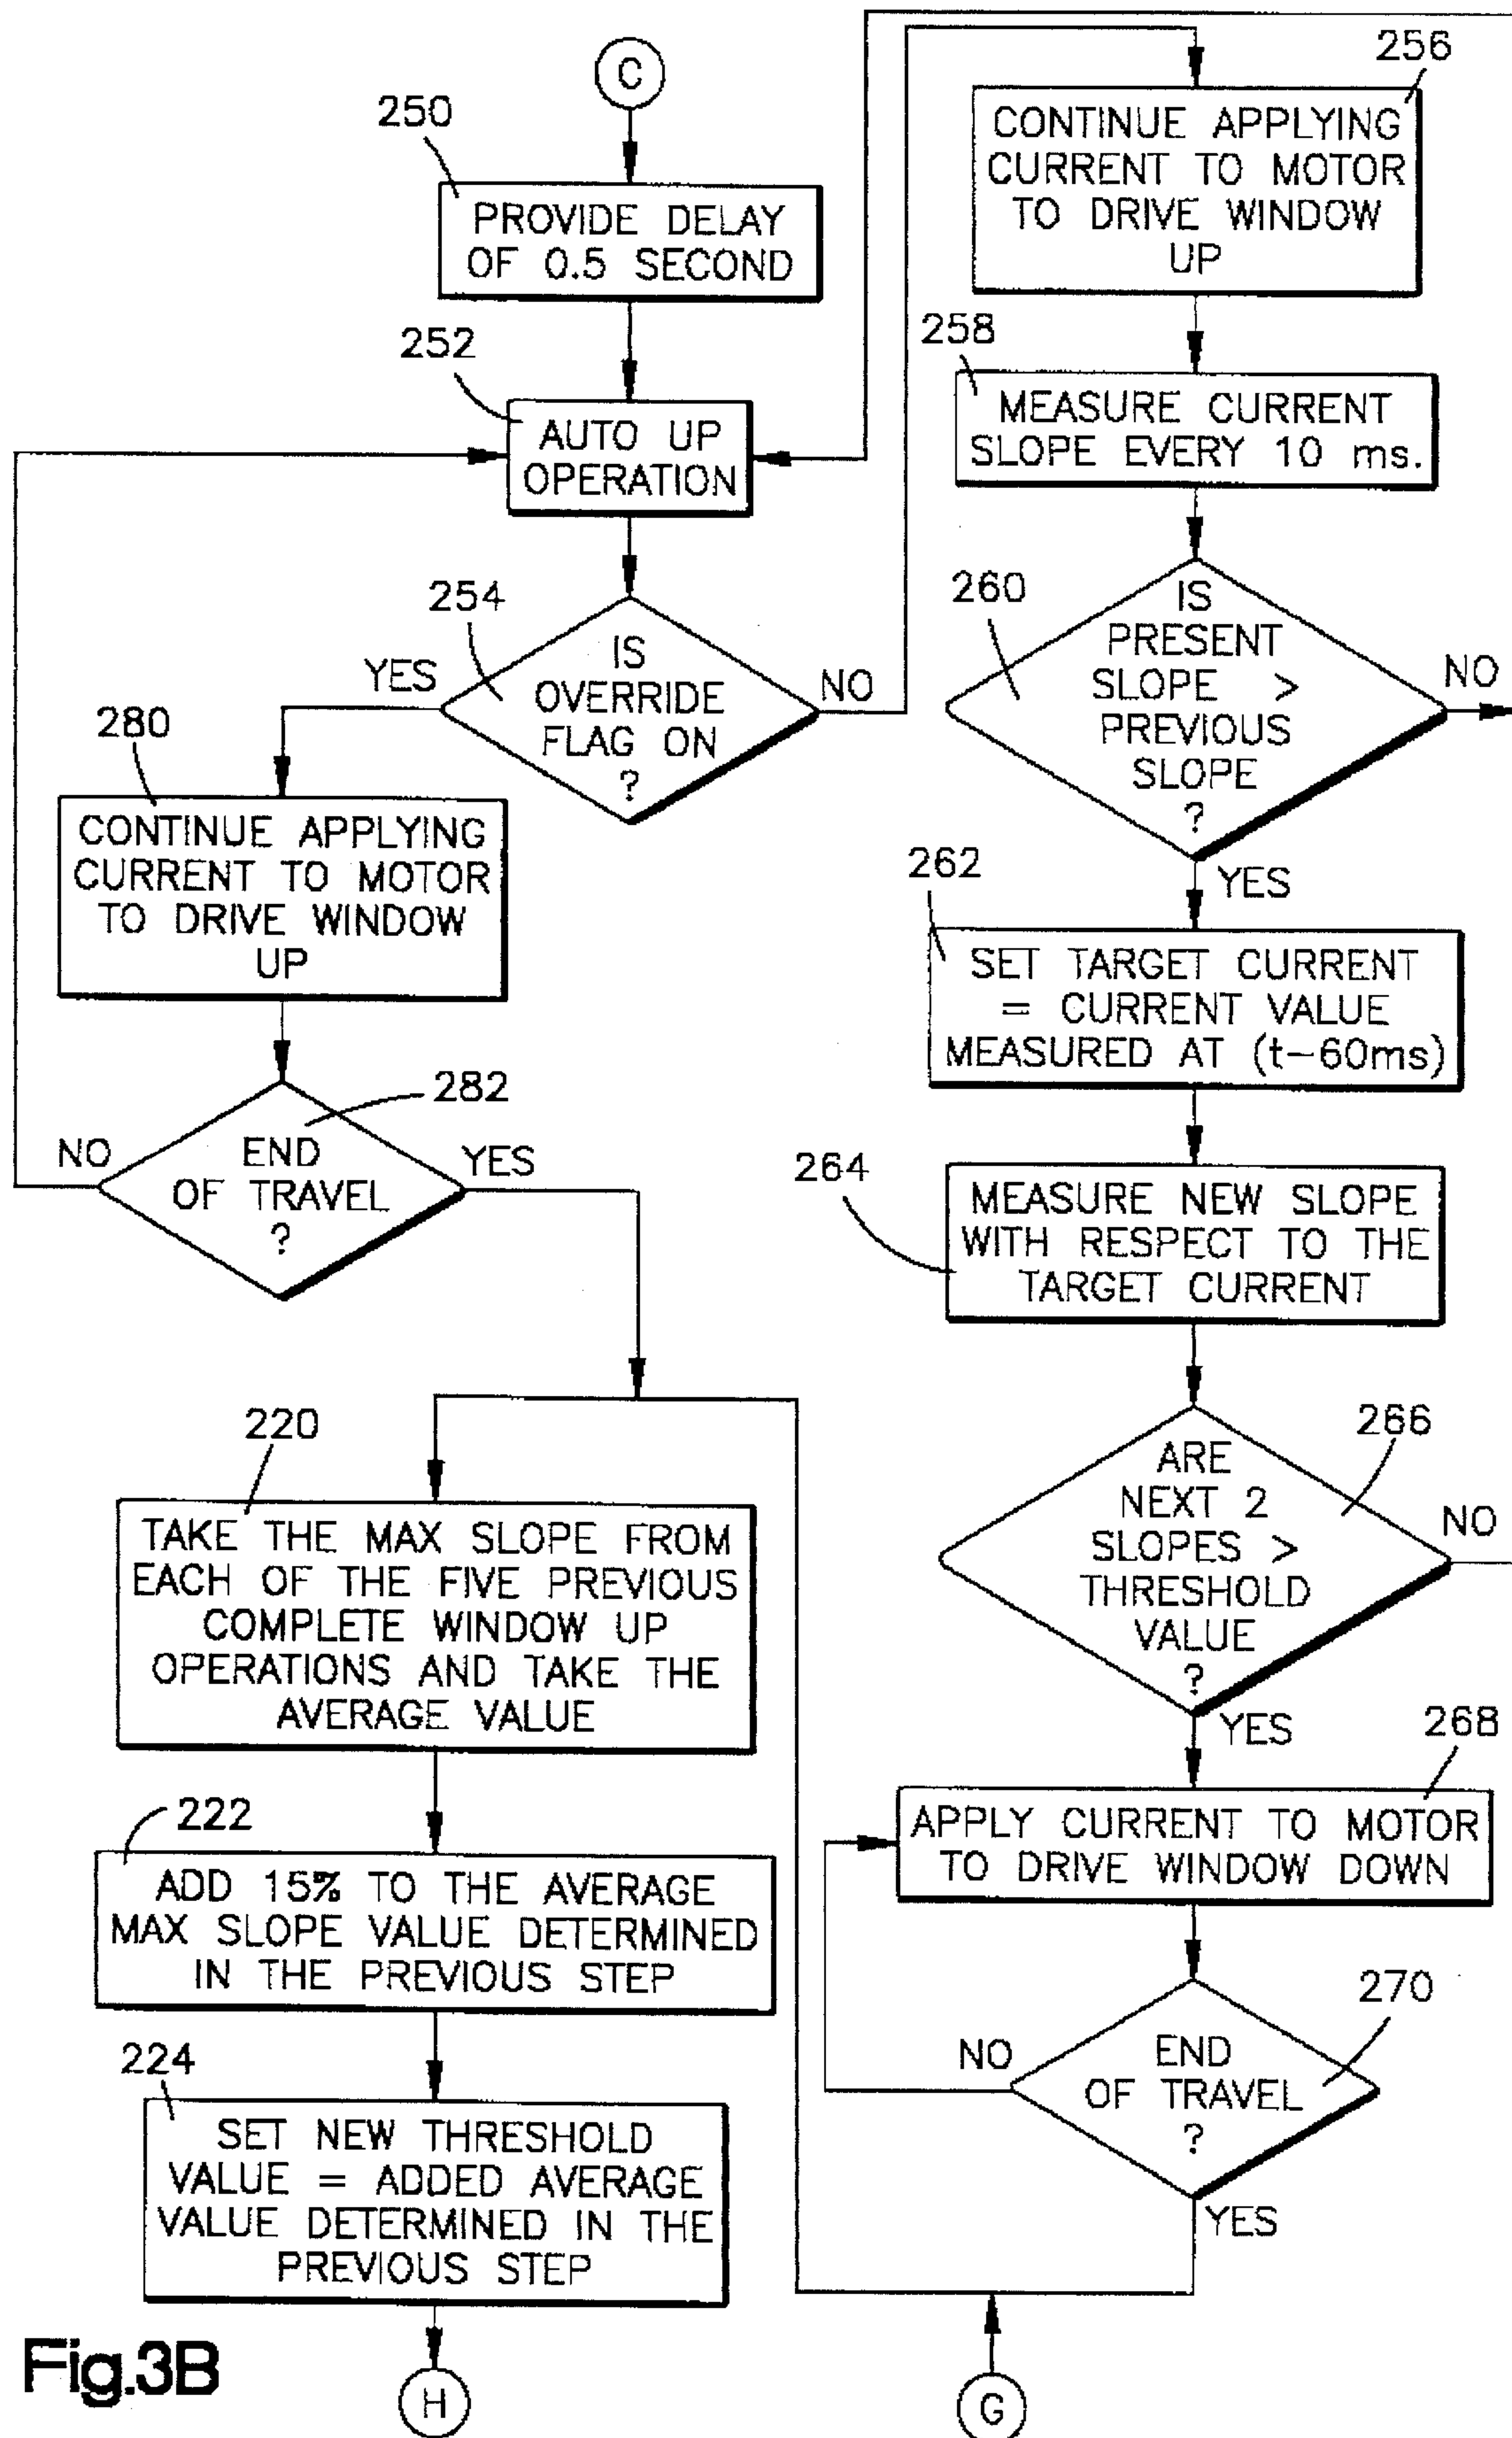 C
250
PROVIDE DELAY
OF 0.5 SECOND
252
AUTO UP
OPERATION
254
IS
OVERRIDE
FLAG ON
?
YES
NO
280
CONTINUE APPLYING
CURRENT TO MOTOR
TO DRIVE WINDOW
UP
282
END
OF TRAVEL
?
NO
YES
220
TAKE THE MAX SLOPE FROM
EACH OF THE FIVE PREVIOUS
COMPLETE WINDOW UP
OPERATIONS AND TAKE THE
AVERAGE VALUE
222
ADD 15% TO THE AVERAGE
MAX SLOPE VALUE DETERMINED
IN THE PREVIOUS STEP
224
SET NEW THRESHOLD
VALUE = ADDED AVERAGE
VALUE DETERMINED IN THE
PREVIOUS STEP
H
256
CONTINUE APPLYING
CURRENT TO MOTOR
TO DRIVE WINDOW
UP
258
MEASURE CURRENT
SLOPE EVERY 10 ms.
260
IS
PRESENT
SLOPE >
PREVIOUS
SLOPE
?
NO
YES
262
SET TARGET CURRENT
= CURRENT VALUE
MEASURED AT (t-60ms)
264
MEASURE NEW SLOPE
WITH RESPECT TO THE
TARGET CURRENT
266
ARE
NEXT 2
SLOPES >
THRESHOLD
VALUE
?
NO
YES
268
APPLY CURRENT TO MOTOR
TO DRIVE WINDOW DOWN
270
END
OF TRAVEL
?
NO
YES
G
Fig.3B